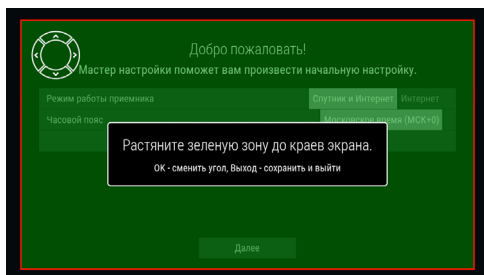 Добро пожаловать!
Мастер настройки поможет вам произвести начальную настройку.
Режим работы приемника Спутник и Интернет Интернет
Часовой пояс Московское время (МСК+0)
Растяните зеленую зону до краев экрана.
OK - сменить угол, Выход - сохранить и выйти
Далее